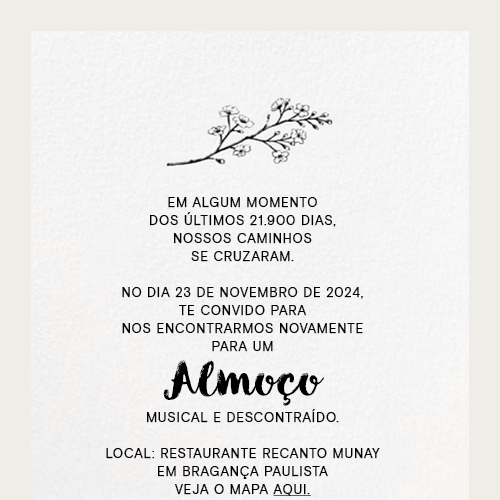 EM ALGUM MOMENTO
DOS ÚLTIMOS 21.900 DIAS,
NOSSOS CAMINHOS
SE CRUZARAM.
NO DIA 23 DE NOVEMBRO DE 2024,
TE CONVIDO PARA
NOS ENCONTRARMOS NOVAMENTE
PARA UM
Almoço
MUSICAL E DESCONTRAÍDO.
LOCAL: RESTAURANTE RECANTO MUNAY
EM BRAGANÇA PAULISTA
VEJA O MAPA AQUI.